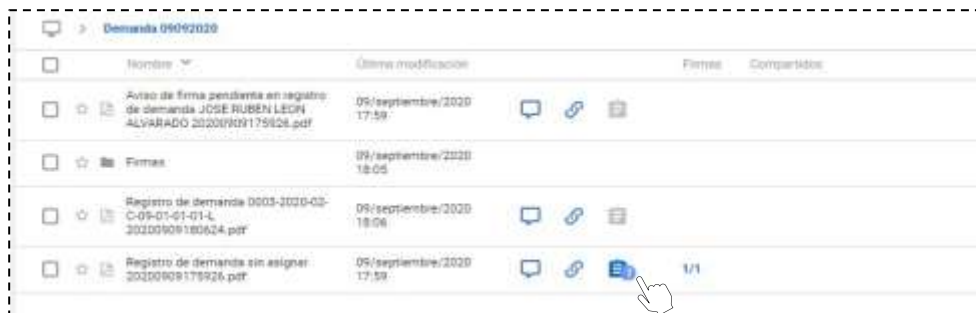 Demanda 09092020
Nombre
Última modificación
Firmas
Compartidos
Aviso de firma pendiente en registro
de demanda JOSE RUBEN LEON
ALVARADO 20200909175926.pdf
09/septiembre/2020
17:59
Firmas
09/septiembre/2020
18:05
Registro de demanda 0003-2020-02-
C-09-01-01-01-L
20200909180624.pdf
09/septiembre/2020
18:06
Registro de demanda sin asignar
20200909175926.pdf
09/septiembre/2020
17:59
1/1